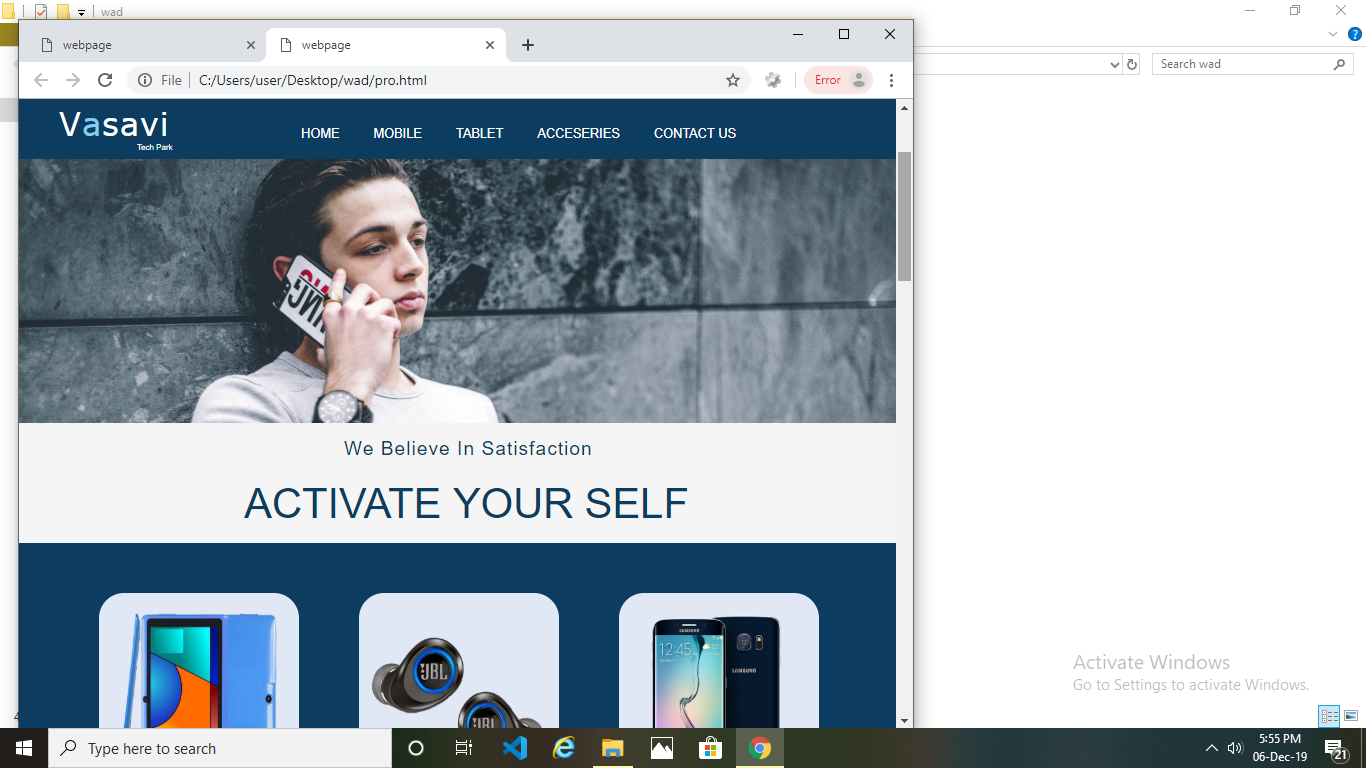 wad
webpage
webpage
File
C:/Users/user/Desktop/wad/pro.html
Error
Search wad
Vasavi
Tech Park
HOME
MOBILE
TABLET
ACCESERIES
CONTACT US
We Believe In Satisfaction
ACTIVATE YOUR SELF
JBL
JBL
SAMSUNG
12:45
SAMSUNG
Activate Windows
Go to Settings to activate Windows.
Type here to search
5:55 PM
06-Dec-19
21